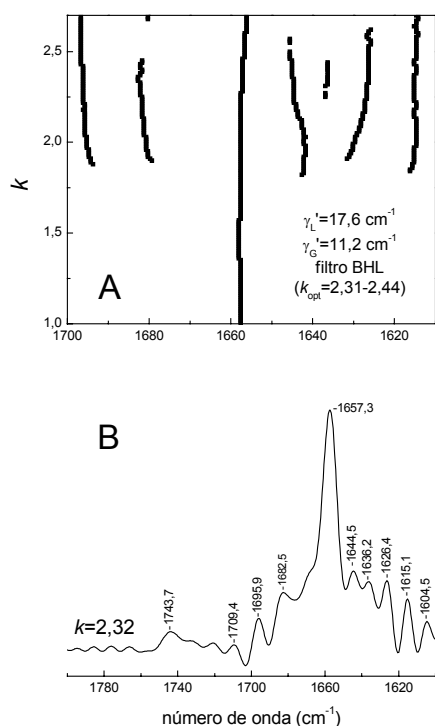 2,5
2,0
1,5
1,0
k
A
γL'=17,6 cm-1
γG'=11,2 cm-1
filtro BHL
(kopt=2,31-2,44)
1700 1680 1660 1640 1620
B
k=2,32
-1743,7
-1709,4
-1695,9
-1682,5
-1657,3
-1644,5
-1636,2
-1626,4
-1615,1
-1604,5
1780 1740 1700 1660 1620
número de onda (cm-1)